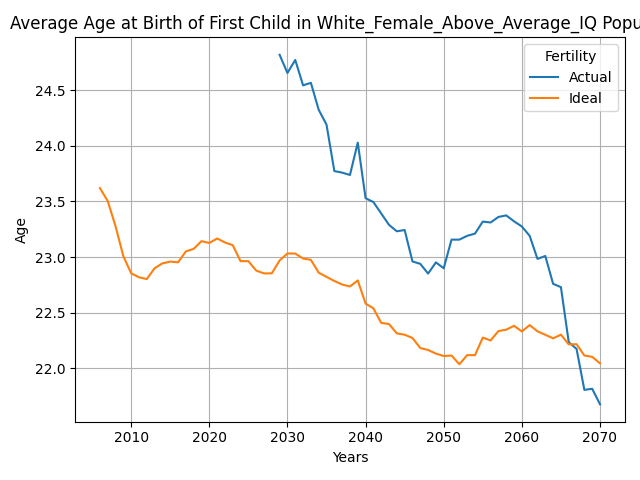 Average Age at Birth of First Child in White_Female_Above_Average_IQ Popu
Fertility
Actual
Ideal
24.5
24.0
23.5
23.0
22.5
22.0
Age
2010 2020 2030 2040 2050 2060 2070
Years